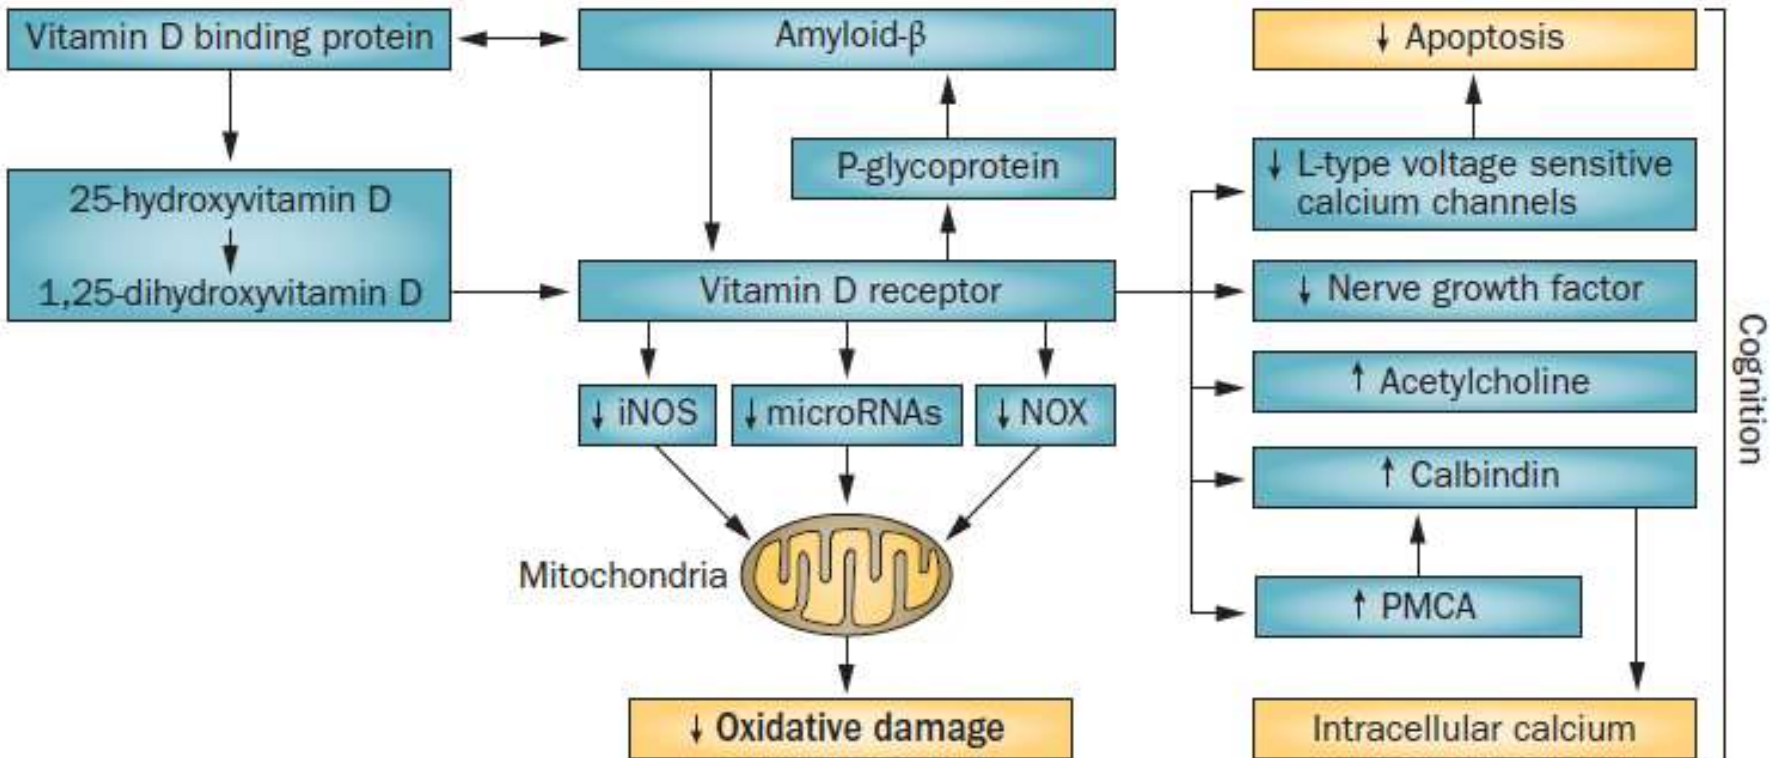 Vitamin D binding protein
Amyloid-β
↓ Apoptosis
P-glycoprotein
↓ L-type voltage sensitive
calcium channels
25-hydroxyvitamin D
1,25-dihydroxyvitamin D
Vitamin D receptor
↓ Nerve growth factor
↑ Acetylcholine
↓ iNOS
↓ microRNAs
↓ NOX
↑ Calbindin
Mitochondria
↑ PMCA
↓ Oxidative damage
Intracellular calcium
Cognition